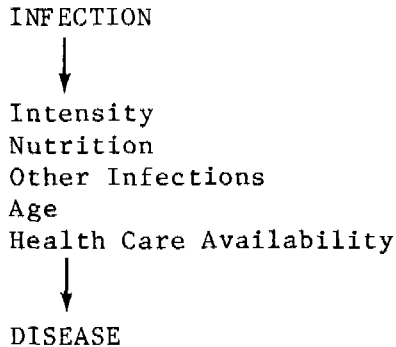 INFECTION
Intensity
Nutrition
Other Infections
Age
Health Care Availability
DISEASE